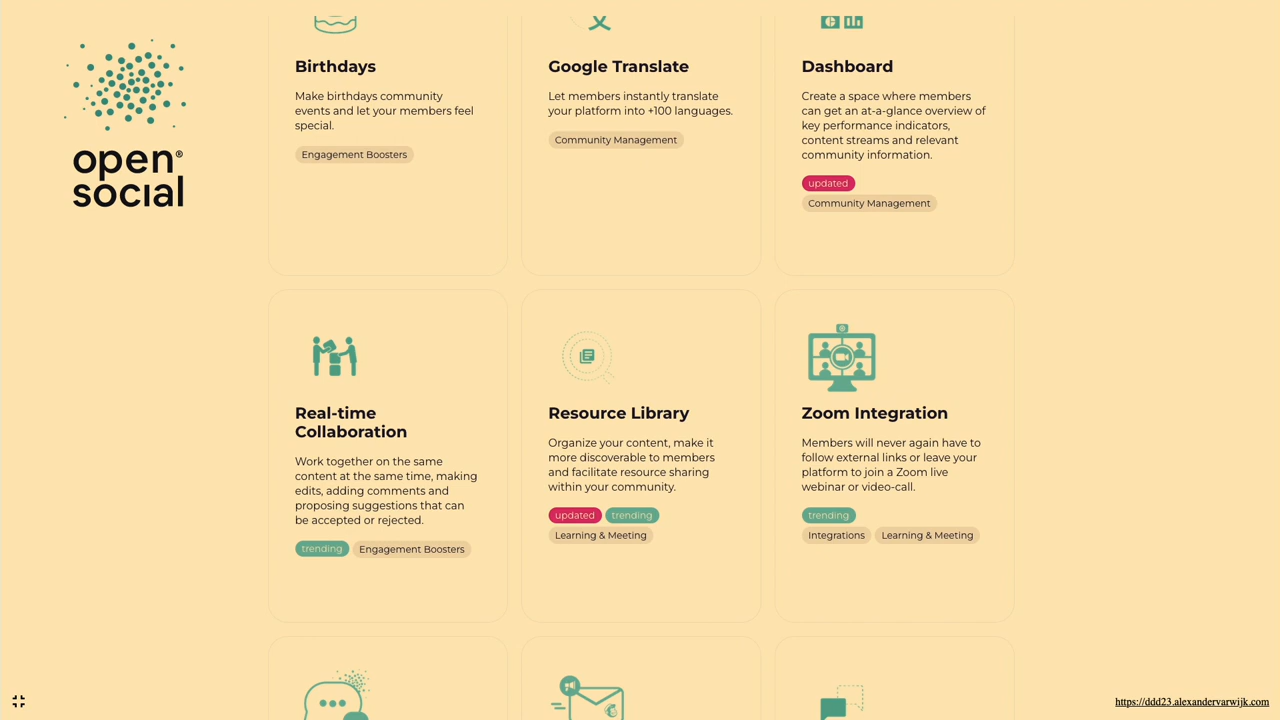 open®
social
Birthdays
Make birthdays community
events and let your members feel
special.
Engagement Boosters
Google Translate
Let members instantly translate
your platform into +100 languages.
Community Management
Dashboard
Create a space where members
can get an at-a-glance overview of
key performance indicators,
content streams and relevant
community information.
updated
Community Management
Real-time
Collaboration
Work together on the same
content at the same time, making
edits, adding comments and
proposing suggestions that can
be accepted or rejected.
trending Engagement Boosters
Resource Library
Organize your content, make it
more discoverable to members
and facilitate resource sharing
within your community.
updated trending
Learning & Meeting
Zoom Integration
Members will never again have to
follow external links or leave your
platform to join a Zoom live
webinar or video-call.
trending
Integrations Learning & Meeting
https://ddd23.alexandervarwijk.com